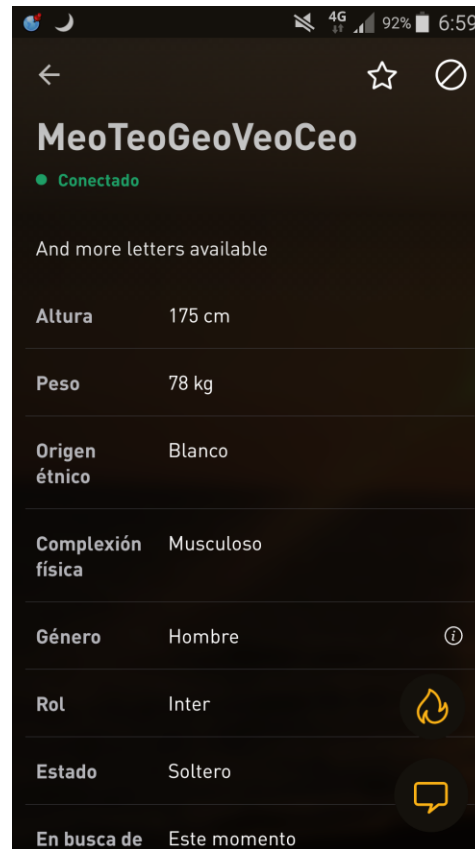 4G 92% 6:59
MeoTeoGeoVeoCeo
Conectado
And more letters available
Altura 175 cm
Peso 78 kg
Origen Blanco
étnico
Complexión Musculoso
física
Género Hombre
Rol Inter
Estado Soltero
En busca de Este momento